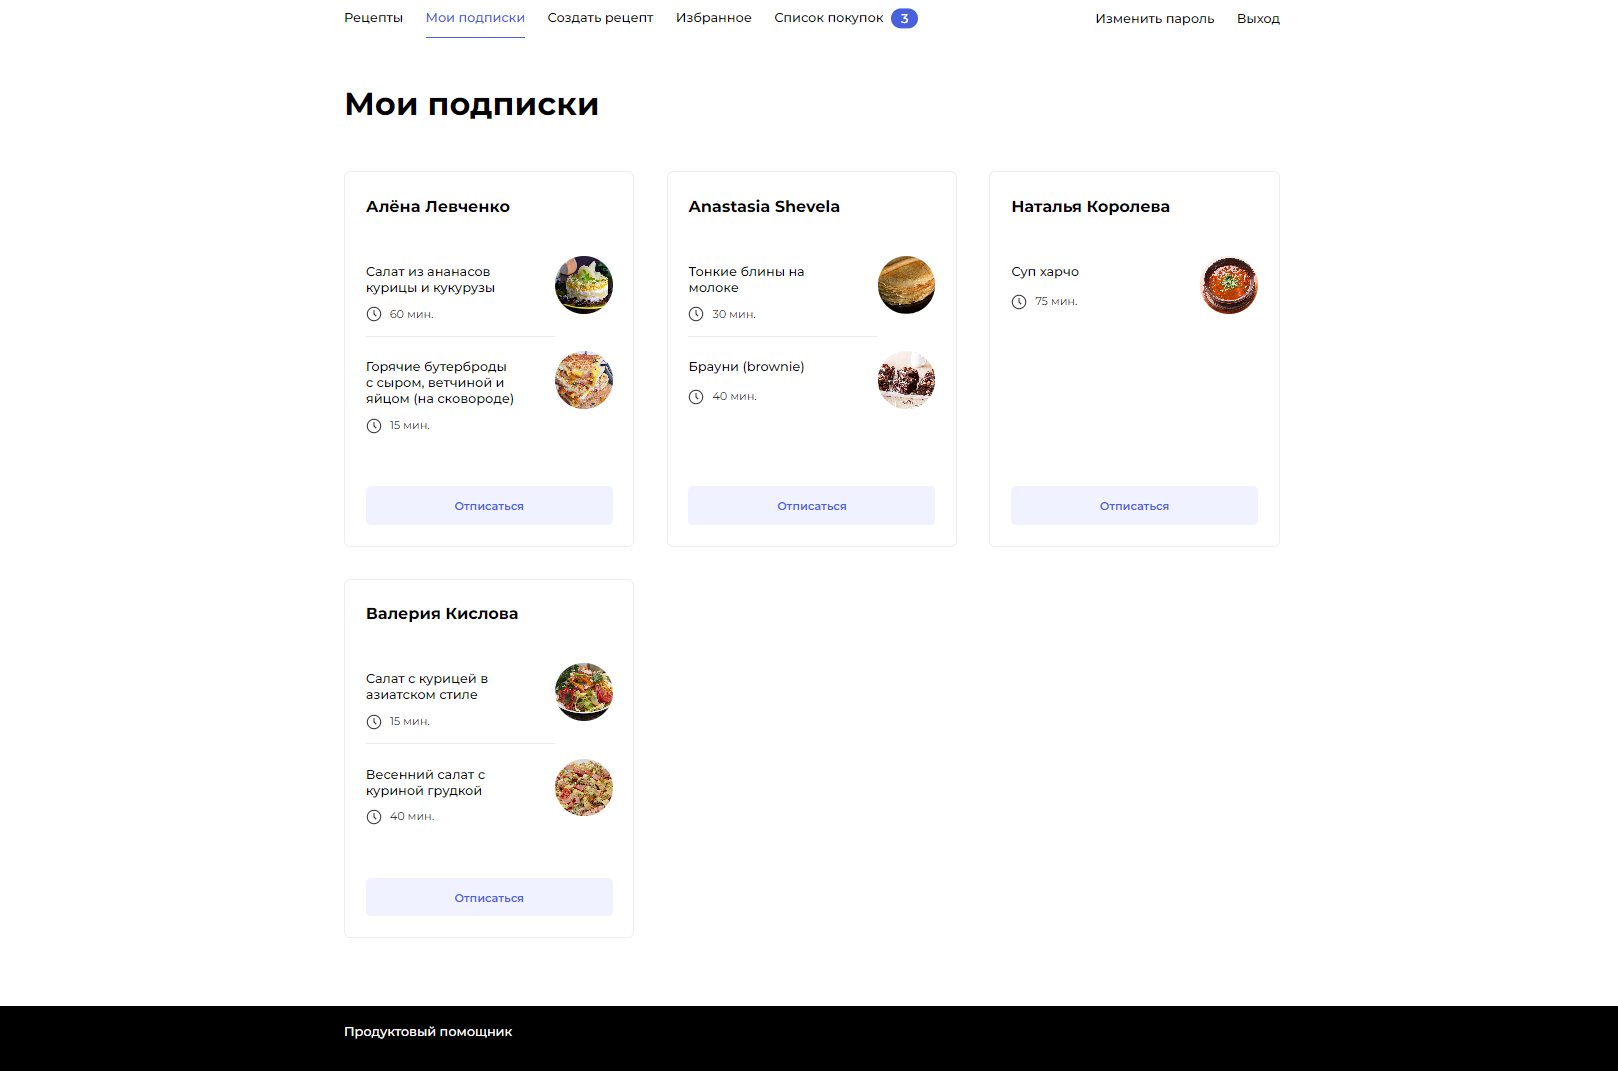 Рецепты Мои подписки Создать рецепт Избранное Список покупок 3 Изменить пароль Выход
Мои подписки
Алёна Левченко
Салат из ананасов
курицы и кукурузы
60 мин.
Горячие бутерброды
с сыром, ветчиной и
яйцом (на сковороде)
15 мин.
Отписаться
Anastasia Shevela
Тонкие блины на
молоке
30 мин.
Брауни (brownie)
40 мин.
Отписаться
Наталья Королева
Суп харчо
75 мин.
Отписаться
Валерия Кислова
Салат с курицей в
азиатском стиле
15 мин.
Весенний салат с
куриной грудкой
40 мин.
Отписаться
Продуктовый помощник